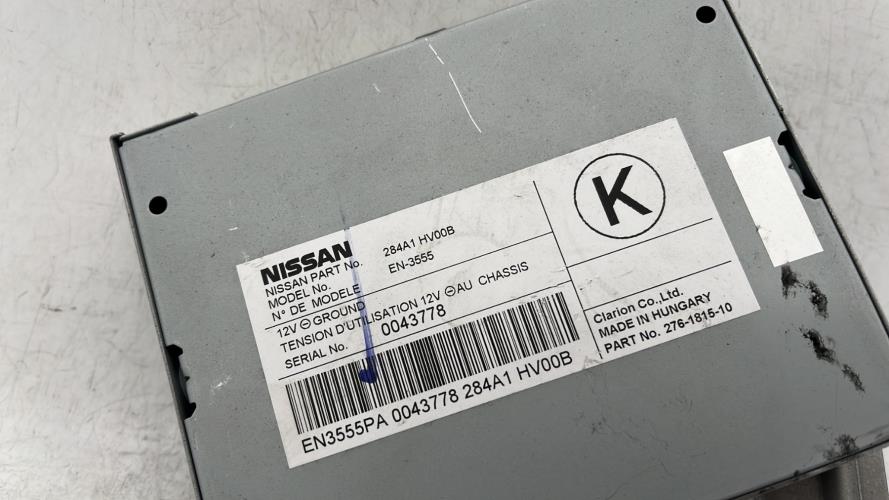 NISSAN
NISSAN PART No. 284A1 HV00B
MODEL No. EN-3555
N° DE MODELE
12V ⊖ GROUND
TENSION D'UTILISATION 12V ⊖ AU CHASSIS
SERIAL No. 0043778
EN3555PA 0043778 284A1 HV00B
K
Clarion Co.,Ltd.
MADE IN HUNGARY
PART No. 276-1815-10